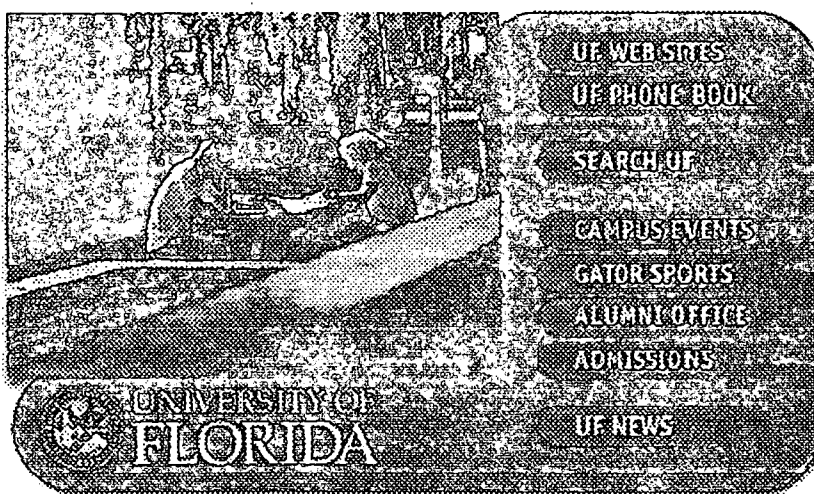 UF WEB SITES
UF PHONE BOOK
SEARCH UF
CAMPUS EVENTS
GATOR SPORTS
ALUMNI OFFICE
ADMISSIONS
UF NEWS
UNIVERSITY OF
FLORIDA